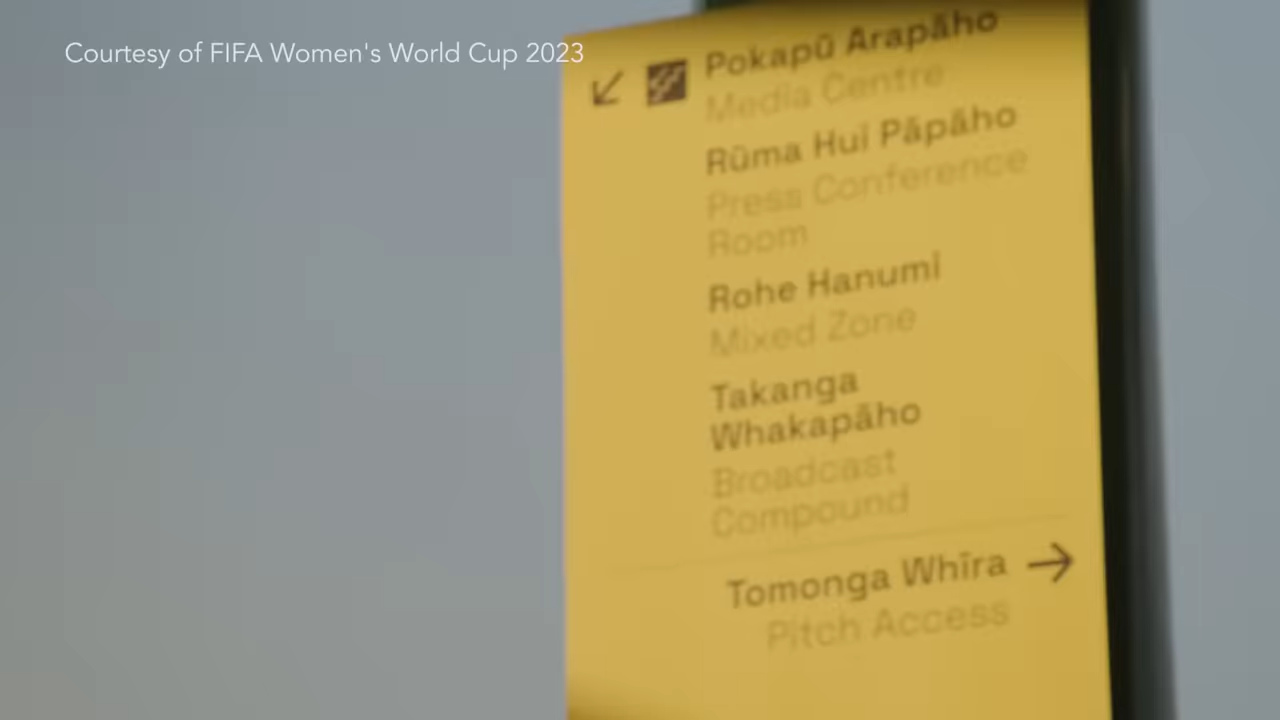 Courtesy of FIFA Women's World Cup 2023
Pokapū Arapāho
Media Centre
Rūma Hui Pāpāho
Press Conference
Room
Rohe Hanumi
Mixed Zone
Takanga
Whakapāho
Broadcast
Compound
Tomonga Whīra
Pitch Access